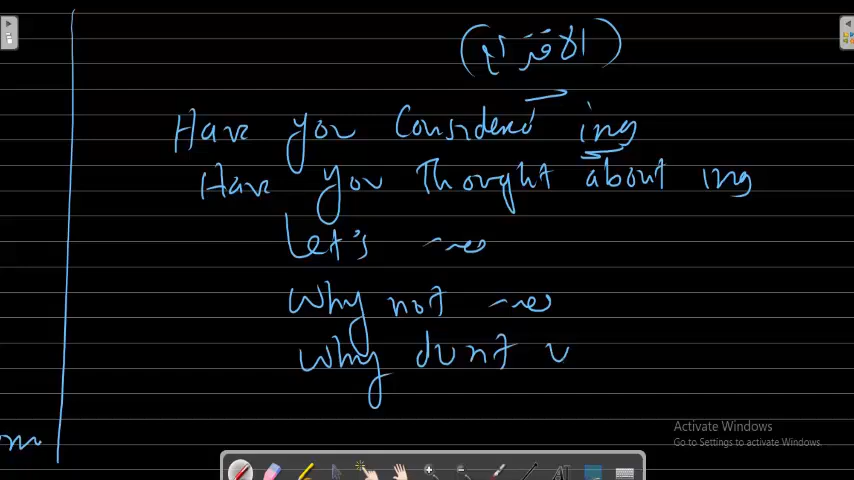 (الاقتراح)
Have you Considered ing
Have you Thought about ing
Let's
Why not
Why dont
Activate Windows
Go to Settings to activate Windows.